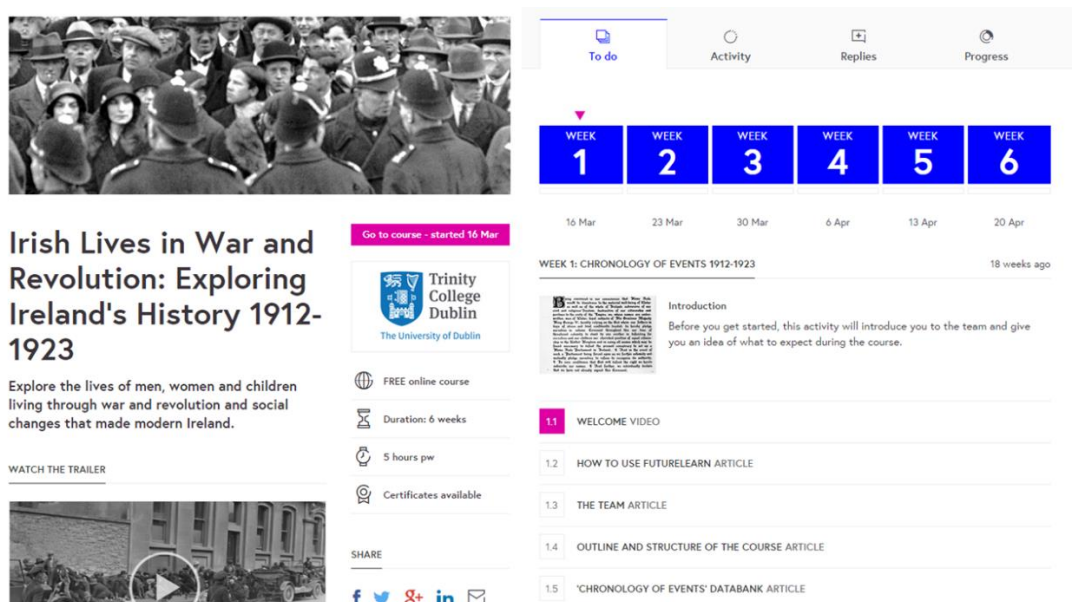 Irish Lives in War and
Revolution: Exploring
Ireland's History 1912-
1923
Explore the lives of men, women and children
living through war and revolution and social
changes that made modern Ireland.
WATCH THE TRAILER
Go to course - started 16 Mar
Trinity
College
Dublin
The University of Dublin
FREE online course
Duration: 6 weeks
5 hours pw
Certificates available
SHARE
To do
Activity
Replies
Progress
WEEK
1
WEEK
2
WEEK
3
WEEK
4
WEEK
5
WEEK
6
16 Mar
23 Mar
30 Mar
6 Apr
13 Apr
20 Apr
WEEK 1: CHRONOLOGY OF EVENTS 1912-1923
18 weeks ago
Introduction
Before you get started, this activity will introduce you to the team and give
you an idea of what to expect during the course.
1.1 WELCOME VIDEO
1.2 HOW TO USE FUTURELEARN ARTICLE
1.3 THE TEAM ARTICLE
1.4 OUTLINE AND STRUCTURE OF THE COURSE ARTICLE
1.5 'CHRONOLOGY OF EVENTS' DATABANK ARTICLE